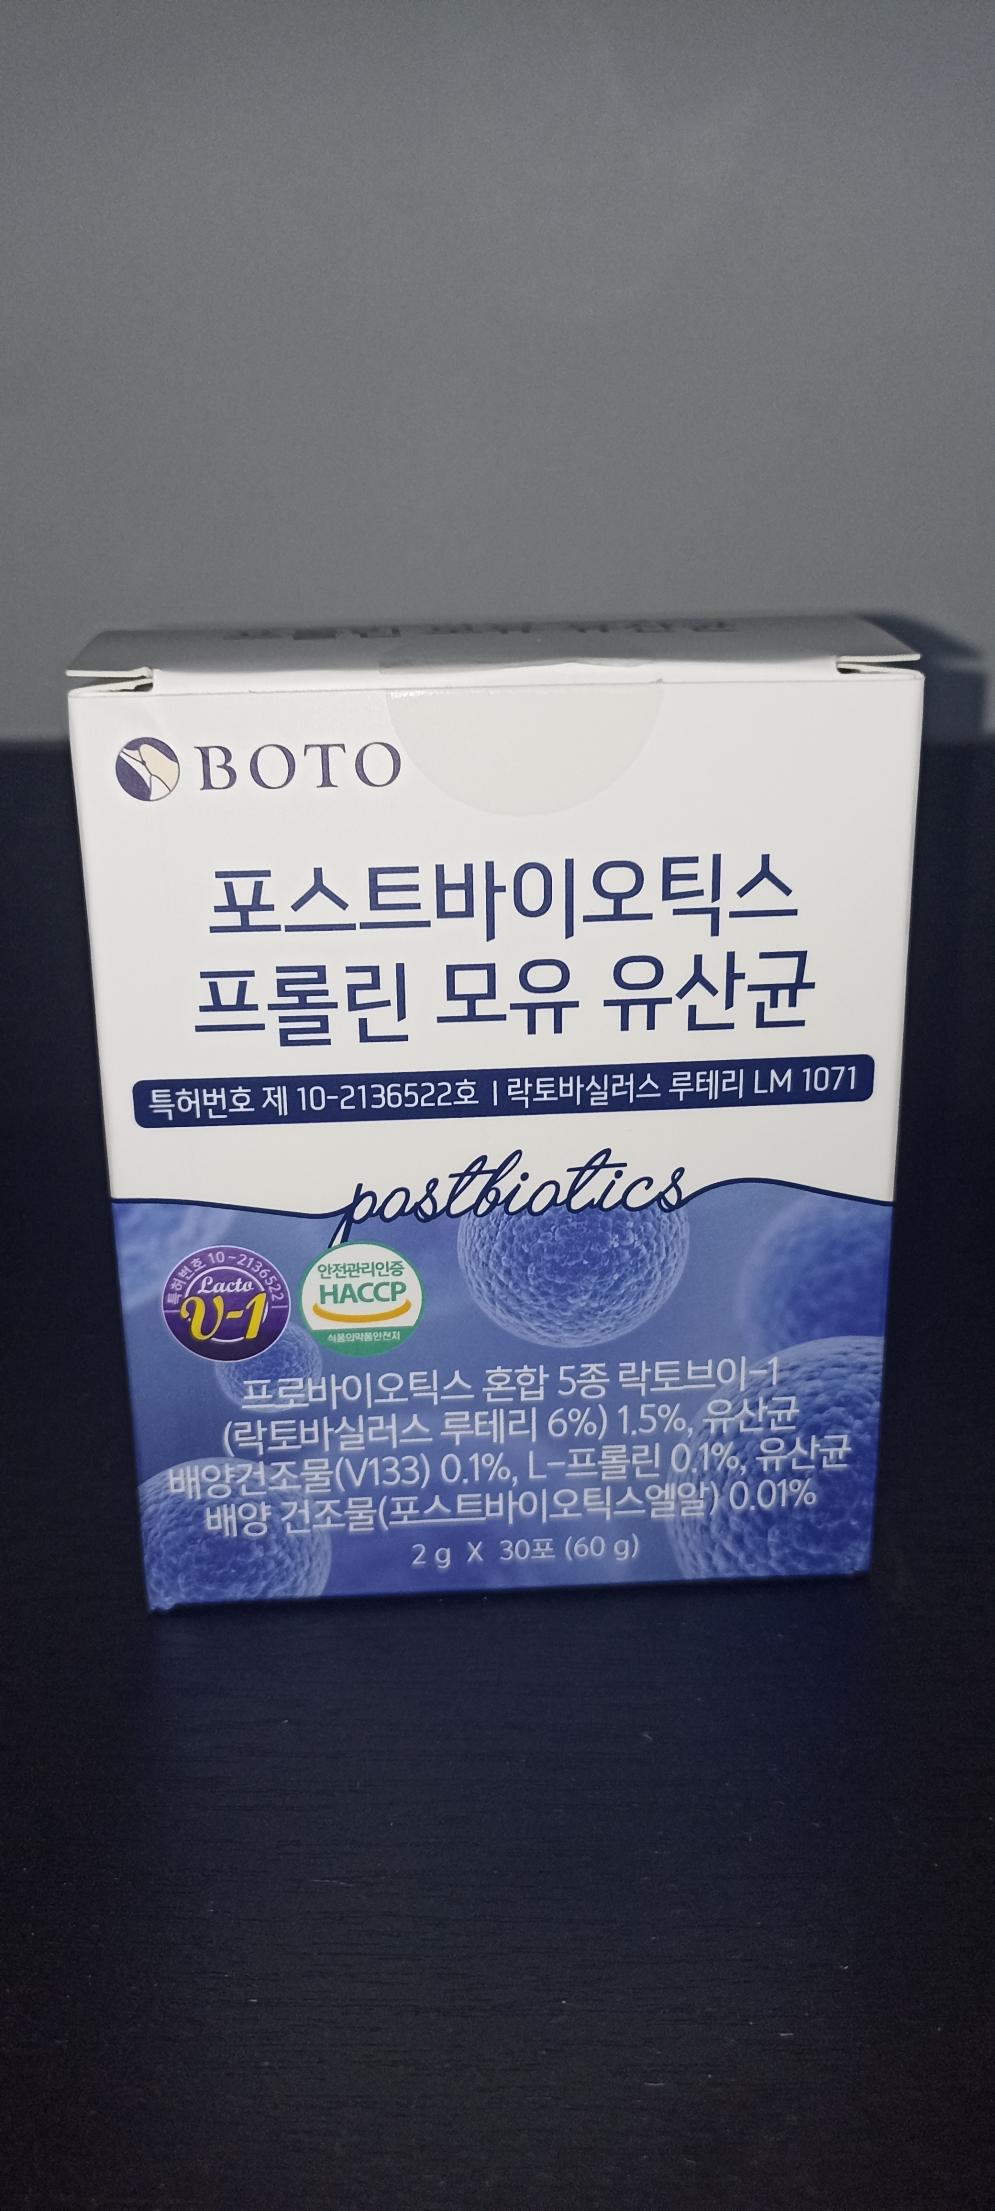 BOTO
포스트바이오틱스
프롤린 모유 유산균
특허번호 제 10-2136522호 | 락토바실러스 루테리 LM 1071
postbiotics
특허번호 10-2136522
Lacto
V-1
안전관리인증
HACCP
식품의약품안전처
프로바이오틱스 혼합 5종 락토브이-1
(락토바실러스 루테리 6%) 1.5%, 유산균
배양건조물(V133) 0.1%, L-프롤린 0.1%, 유산균
배양 건조물(포스트바이오틱스엘알) 0.01%
2 g X 30포 (60 g)